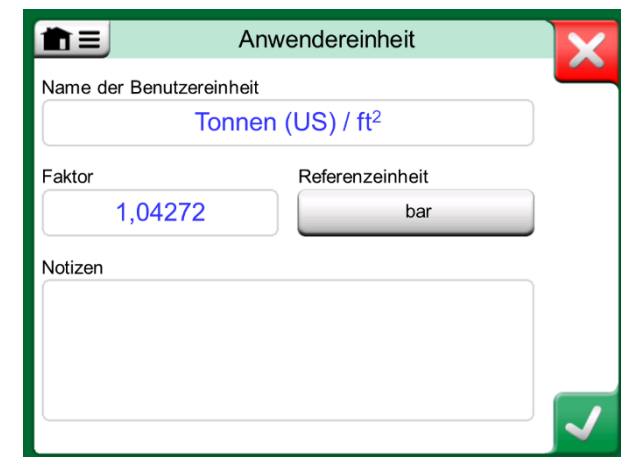 Anwendereinheit
Name der Benutzereinheit
Tonnen (US) / ft²
Faktor
Referenzeinheit
1,04272
bar
Notizen